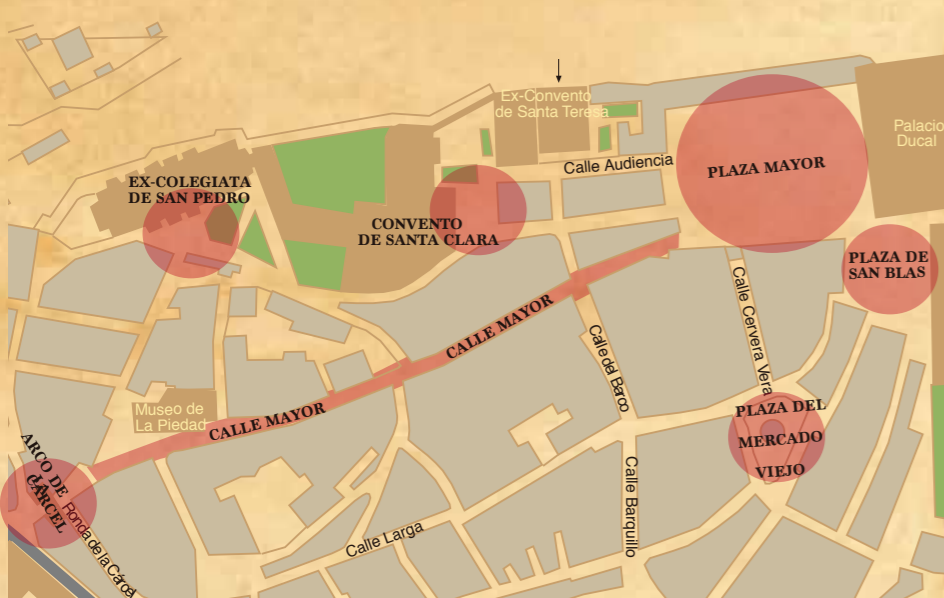 Ex-Convento
de Santa Teresa
Palacio
Ducal
Calle Audiencia
PLAZA MAYOR
EX-COLEGIATA
DE SAN PEDRO
CONVENTO
DE SANTA CLARA
PLAZA DE
SAN BLAS
CALLE MAYOR
Calle Cervera Vera
Calle del Barco
CALLE MAYOR
Museo de
La Piedad
PLAZA DEL
MERCADO
VIEJO
ARCO DE
LA
CÁRCEL
Ronda de la Cárcel
Calle Larga
Calle Barquillo